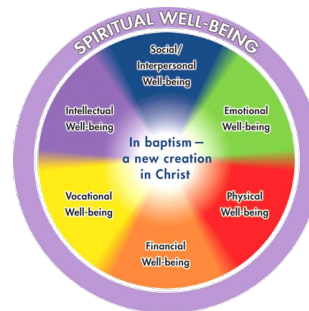 SPIRITUAL WELL-BEING
Social/
Interpersonal
Well-being
Intellectual
Well-being
Emotional
Well-being
In baptism –
a new creation
in Christ
Vocational
Well-being
Physical
Well-being
Financial
Well-being